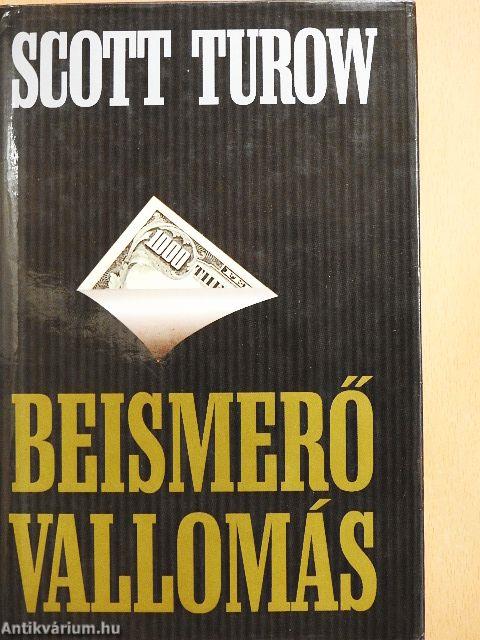 SCOTT TUROW
1000
BEISMERŐ
VALLOMÁS
Antikvárium.hu